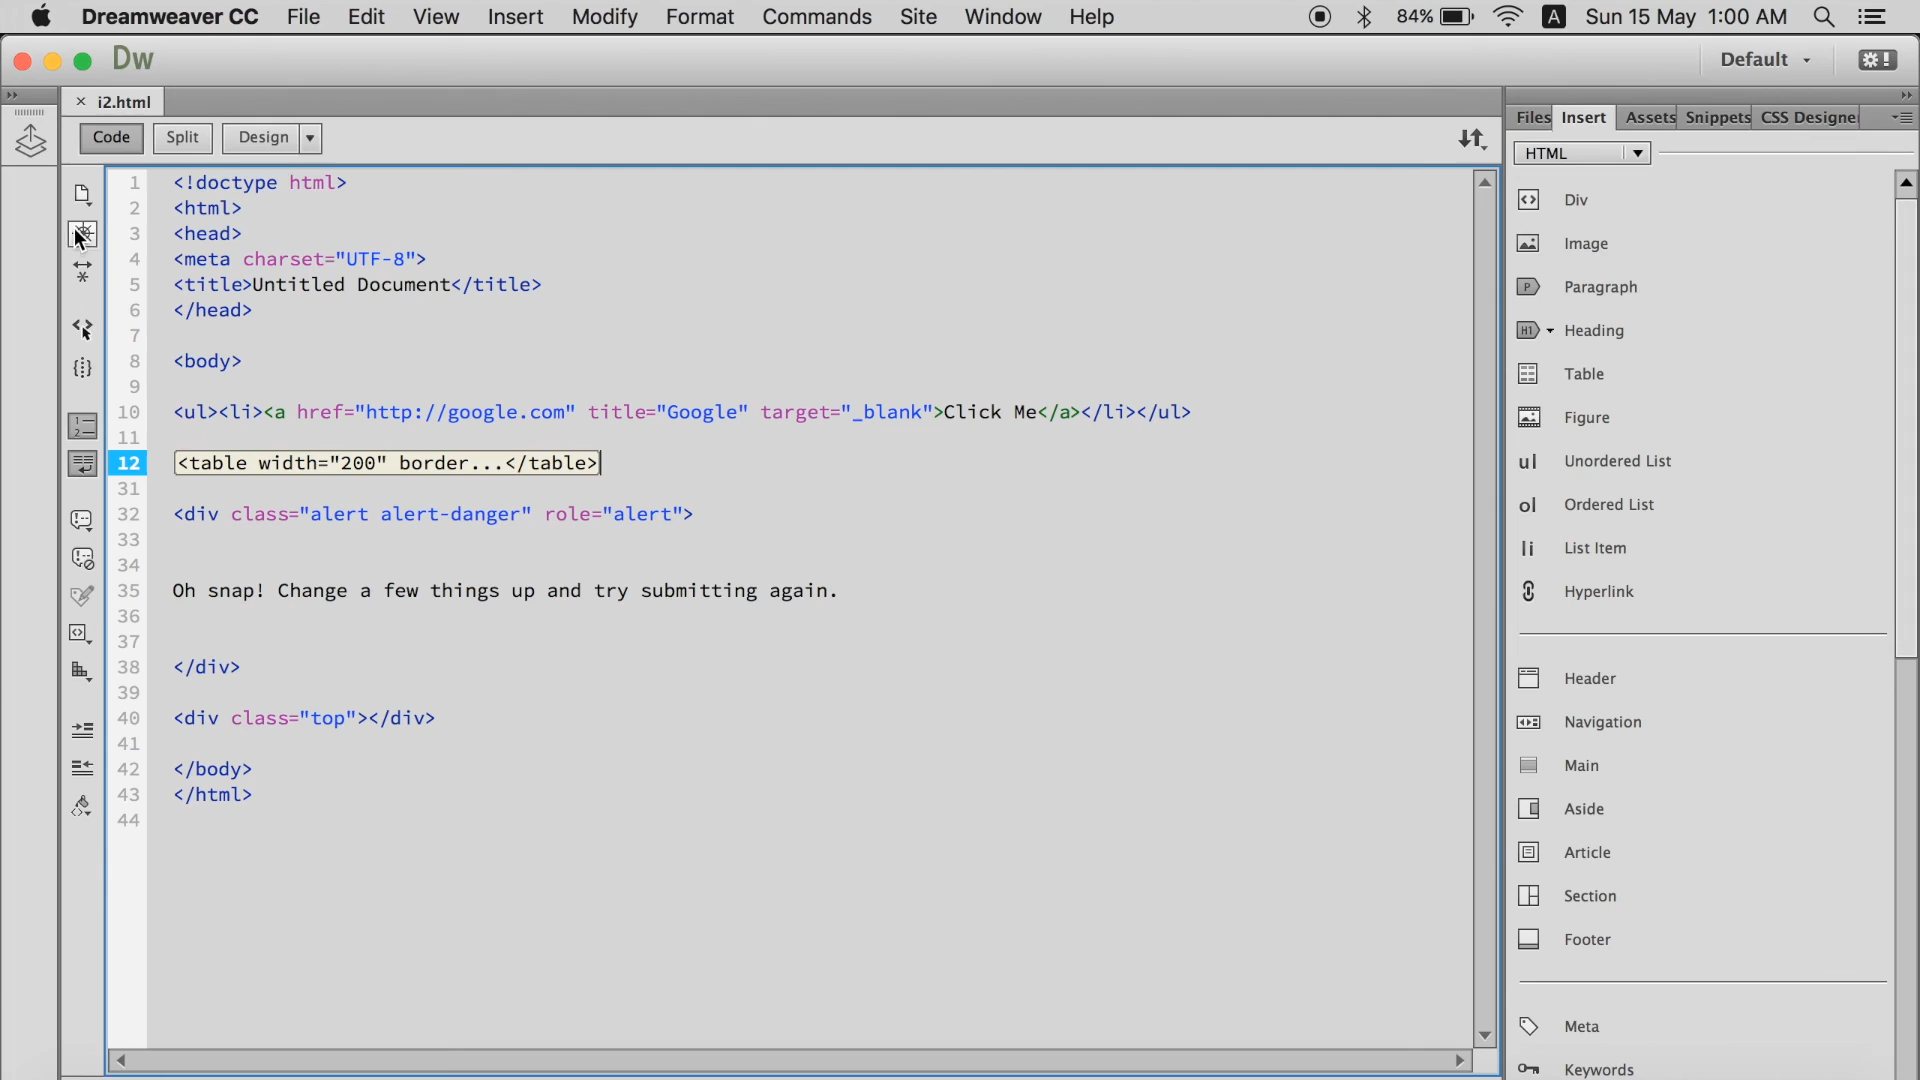 Dreamweaver CC File Edit View Insert Modify Format Commands Site Window Help 84% A Sun 15 May 1:00 AM
Dw Default
i2.html
Code Split Design
1 <!doctype html>
2 <html>
3 <head>
4 <meta charset="UTF-8">
5 <title>Untitled Document</title>
6 </head>
7
8 <body>
9
10 <ul><li><a href="http://google.com" title="Google" target="_blank">Click Me</a></li></ul>
11
12 <table width="200" border...</table>
31
32 <div class="alert alert-danger" role="alert">
33
34
35 Oh snap! Change a few things up and try submitting again.
36
37
38 </div>
39
40 <div class="top"></div>
41
42 </body>
43 </html>
44
Files Insert Assets Snippets CSS Designe
HTML
Div
Image
P Paragraph
H1 Heading
Table
Figure
ul Unordered List
ol Ordered List
li List Item
Hyperlink
Header
Navigation
Main
Aside
Article
Section
Footer
Meta
Keywords